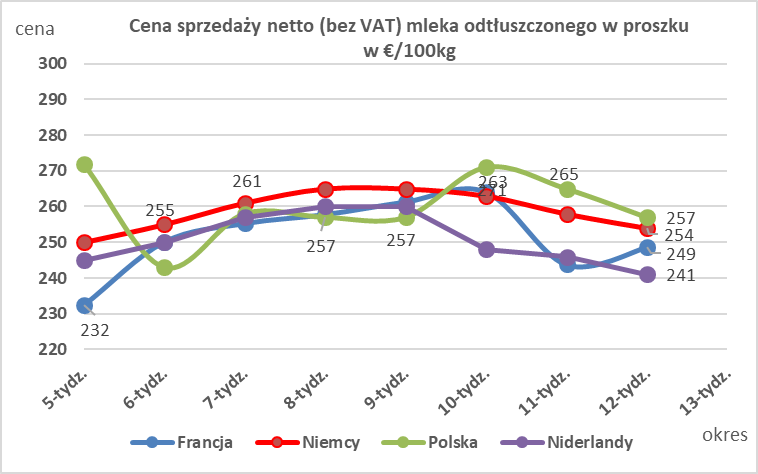 cena
Cena sprzedaży netto (bez VAT) mleka odtłuszczonego w proszku
w €/100kg
300
290
280
270
260
250
240
230
220
232
255
261
257
257
263
271
265
257
254
249
241
5-tydz.
6-tydz.
7-tydz.
8-tydz.
9-tydz.
10-tydz.
11-tydz.
12-tydz.
13-tydz.
okres
Francja Niemcy Polska Niderlandy